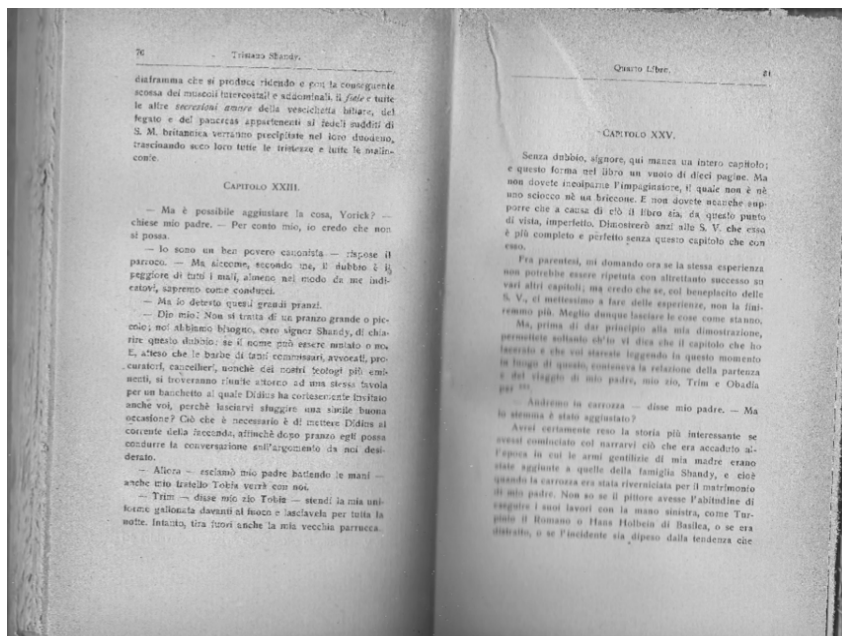 76
Tristano Shandy.
diaframma che si produce ridendo e con la conseguente
scossa dei muscoli intercostali e addominali. il fiele e tutte
le altre secrezioni amare della vescichetta biliare, del
fegato e del pancreas appartenenti ai fedeli sudditi di
S. M. britannica verranno precipitate nel loro duodeno,
trascinando seco loro tutte le tristezze e tutte le malin-
conie.
CAPITOLO XXIII.
— Ma è possibile aggiustare la cosa, Yorick? —
chiese mio padre. — Per conto mio, io credo che non
si possa.
— Io sono un ben povero canonista — rispose il
parroco. — Ma siccome, secondo me, il dubbio è il
peggiore di tutti i mali, almeno nel modo da me indi-
catovi, sapremo come condurci.
— Ma io detesto questi grandi pranzi.
— Dio mio! Non si tratta di un pranzo grande o pic-
colo; noi abbiamo bisogno, caro signor Shandy, di chia-
rire questo dubbio: se il nome può essere mutato o no.
E, atteso che le barbe di tanti commissari, avvocati, pro-
curatori, cancellieri, nonchè dei nostri teologi più emi-
nenti, si troveranno riunite attorno ad una stessa tavola
per un banchetto al quale Didius ha cortesemente invitato
anche voi, perchè lasciarvi sfuggire una simile buona
occasione? Ciò che è necessario è di mettere Didius al
corrente della faccenda, affinchè dopo pranzo egli possa
condurre la conversazione sull'argomento da noi desi-
derato.
— Allora — esclamò mio padre battendo le mani —
anche mio fratello Tobia verrà con noi.
— Trim — disse mio zio Tobia — stendi la mia uni-
forme gallonata davanti al fuoco e lasciavela per tutta la
notte. Intanto, tira fuori anche la mia vecchia parrucca.
Quarto Libro.
CAPITOLO XXV.
Senza dubbio, signore, qui manca un intero capitolo;
e questo forma nel libro un vuoto di dieci pagine. Ma
non dovete incolparne l'impaginatore, il quale non è nè
uno sciocco nè un briccone. E non dovete neanche sup-
porre che a causa di ciò il libro sia, da questo punto
di vista, imperfetto. Dimostrerò anzi alle S. V. che esso
è più completo e perfetto senza questo capitolo che con
esso.
Fra parentesi, mi domando ora se la stessa esperienza
non potrebbe essere ripetuta con altrettanto successo su
vari altri capitoli; ma credo che se, col beneplacito delle
S. V., ci mettessimo a fare delle esperienze, non la fini-
remmo più. Meglio dunque lasciare le cose come stanno.
Ma, prima di dar principio alla mia dimostrazione,
permettete soltanto ch'io vi dica che il capitolo che ho
lacerato e che voi stareste leggendo in questo momento
in luogo di questo, conteneva la relazione della partenza
e del viaggio di mio padre, mio zio, Trim e Obadia
per ***.
— Andremo in carrozza — disse mio padre. — Ma
lo stemma è stato aggiustato?
Avrei certamente reso la storia più interessante se
avessi cominciato col narrarvi ciò che era accaduto al-
l'epoca in cui le armi gentilizie di mia madre erano
state aggiunte a quelle della famiglia Shandy, e cioè
quando la carrozza era stata riverniciata per il matrimonio
di mio padre. Non so se il pittore avesse l'abitudine di
eseguire i suoi lavori con la mano sinistra, come Tur-
pinio il Romano o Hans Holbein di Basilea, o se era
distratto, o se l'incidente sia dipeso dalla tendenza che